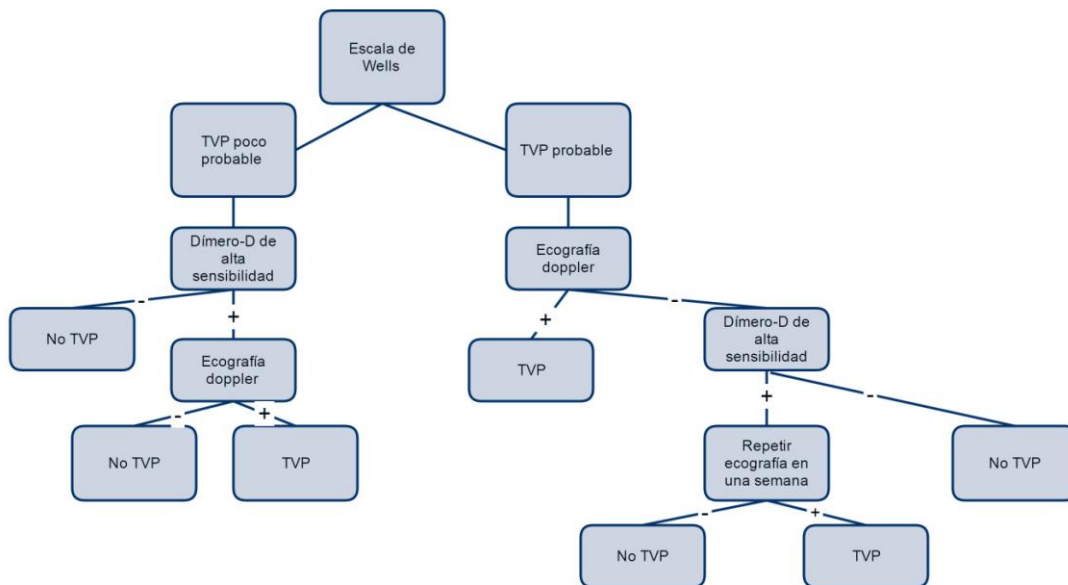 Escala de
Wells
TVP poco
probable
TVP probable
Dímero-D de
alta
sensibilidad
Ecografía
doppler
-
+
+
-
No TVP
Ecografía
doppler
TVP
Dímero-D de
alta
sensibilidad
-
+
+
-
No TVP
TVP
Repetir
ecografía en
una semana
No TVP
-
+
No TVP
TVP